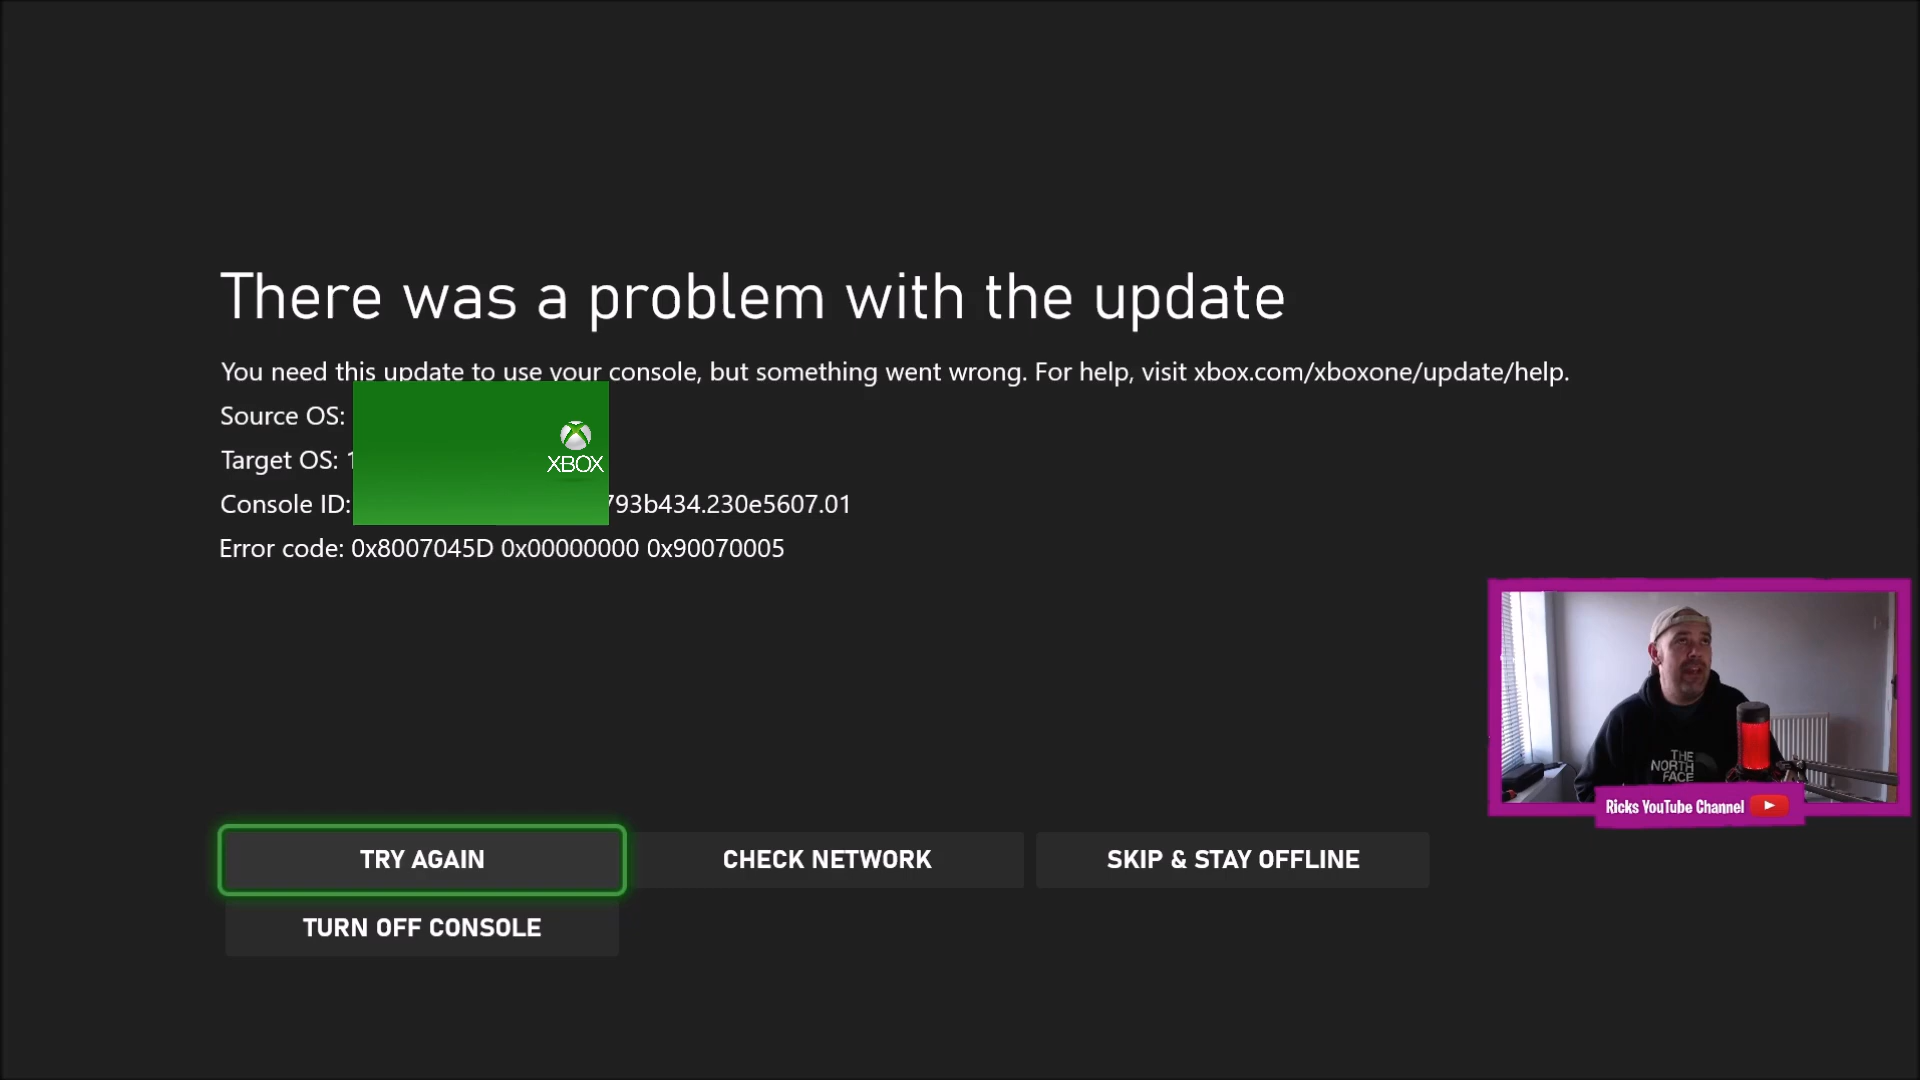 There was a problem with the update
You need this update to use your console, but something went wrong. For help, visit xbox.com/xboxone/update/help.
Source OS:
XBOX
Target OS: 1
Console ID: 793b434.230e5607.01
Error code: 0x8007045D 0x00000000 0x90070005
THE
NORTH
FACE
Ricks YouTube Channel
TRY AGAIN
CHECK NETWORK
SKIP & STAY OFFLINE
TURN OFF CONSOLE